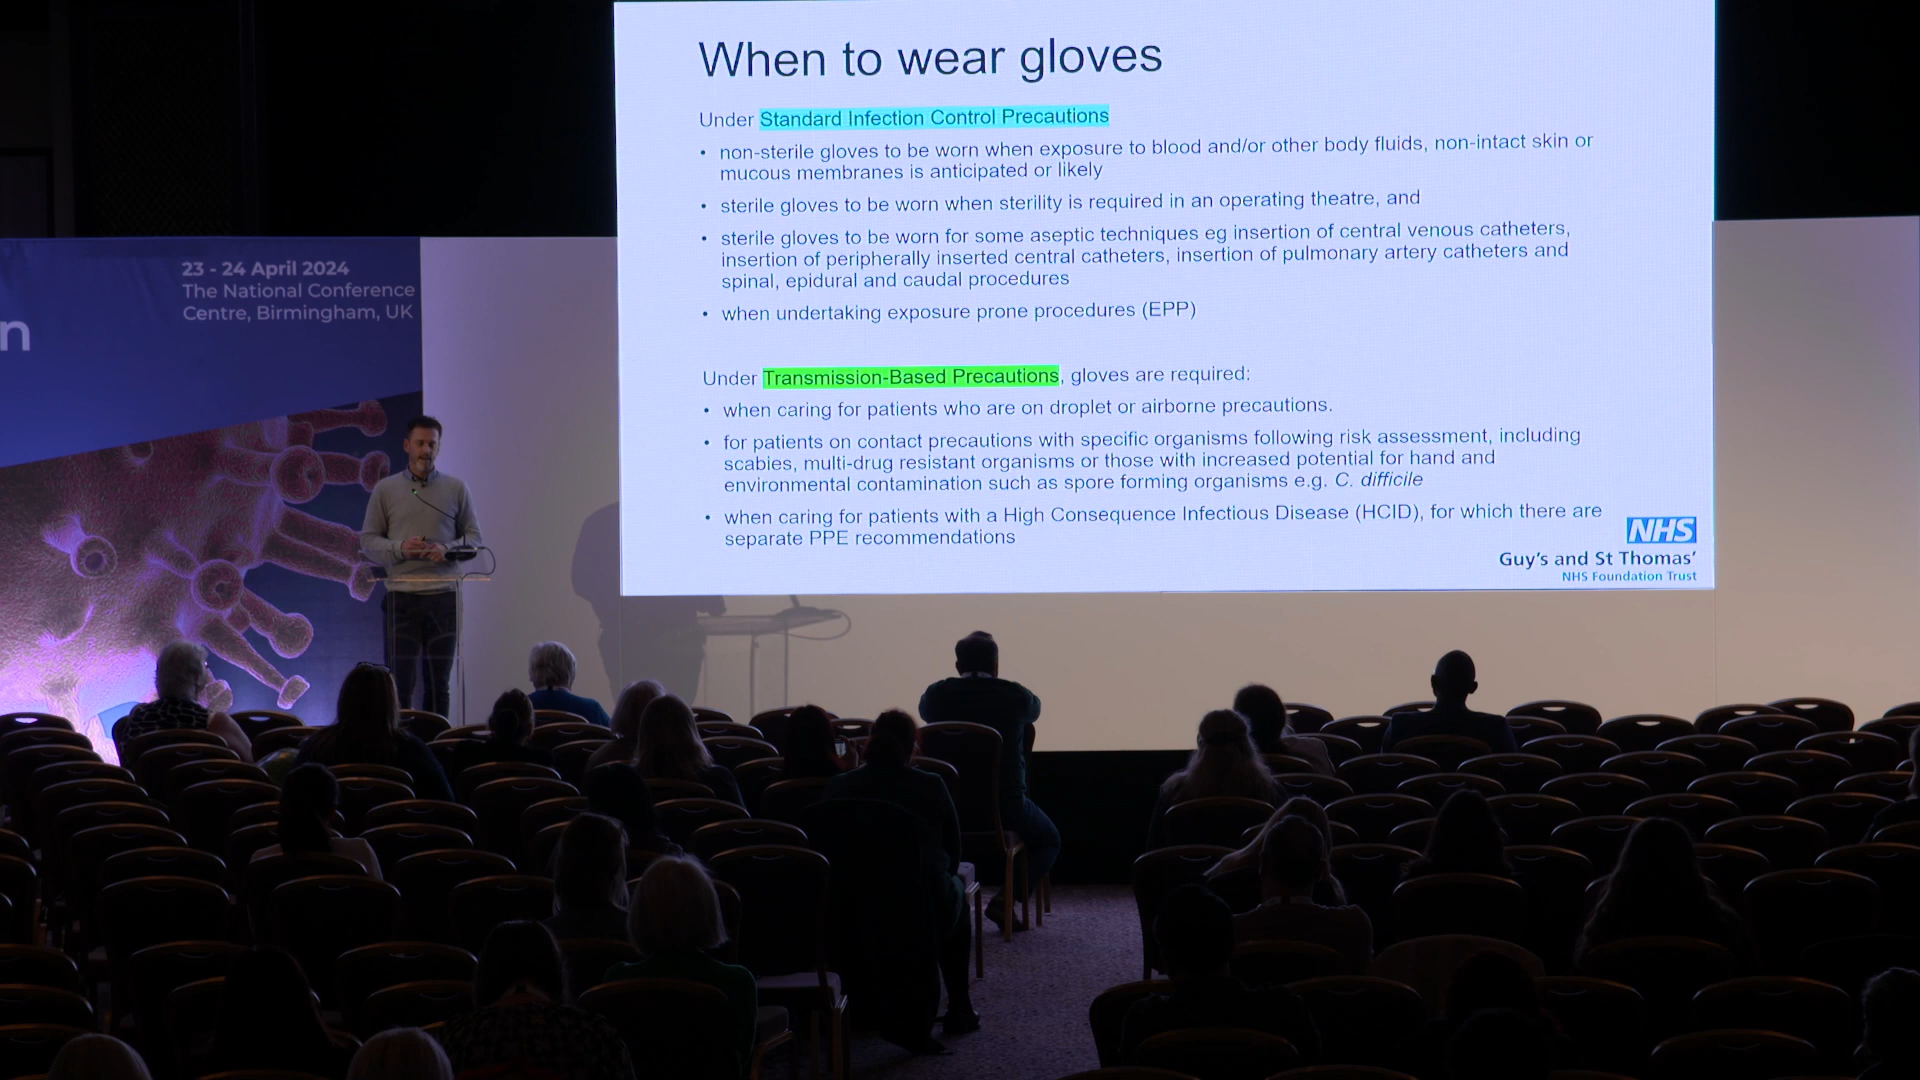 When to wear gloves
Under Standard Infection Control Precautions
• non-sterile gloves to be worn when exposure to blood and/or other body fluids, non-intact skin or
mucous membranes is anticipated or likely
• sterile gloves to be worn when sterility is required in an operating theatre, and
• sterile gloves to be worn for some aseptic techniques eg insertion of central venous catheters,
insertion of peripherally inserted central catheters, insertion of pulmonary artery catheters and
spinal, epidural and caudal procedures
• when undertaking exposure prone procedures (EPP)
Under Transmission-Based Precautions, gloves are required:
• when caring for patients who are on droplet or airborne precautions.
• for patients on contact precautions with specific organisms following risk assessment, including
scabies, multi-drug resistant organisms or those with increased potential for hand and
environmental contamination such as spore forming organisms e.g. C. difficile
• when caring for patients with a High Consequence Infectious Disease (HCID), for which there are
separate PPE recommendations
NHS
Guy's and St Thomas'
NHS Foundation Trust
23 - 24 April 2024
The National Conference
Centre, Birmingham, UK
n